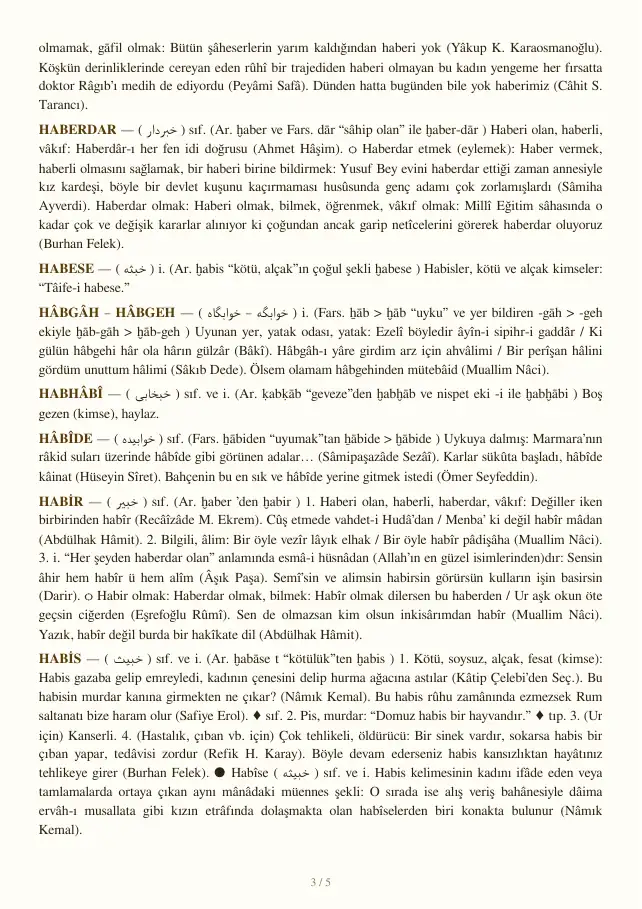 olmamak, gāfil olmak: Bütün şâheserlerin yarım kaldığından haberi yok (Yâkup K. Karaosmanoğlu).
Köşkün derinliklerinde cereyan eden rûhî bir trajediden haberi olmayan bu kadın yengeme her fırsatta
doktor Râgıb’ı medih de ediyordu (Peyâmi Safâ). Dünden hatta bugünden bile yok haberimiz (Câhit S.
Tarancı).
HABERDAR — ( خبردار ) sıf. (Ar. ḫaber ve Fars. dār “sâhip olan” ile ḫaber-dār ) Haberi olan, haberli,
vâkıf: Haberdâr-ı her fen idi doğrusu (Ahmet Hâşim). ѻ Haberdar etmek (eylemek): Haber vermek,
haberli olmasını sağlamak, bir haberi birine bildirmek: Yusuf Bey evini haberdar ettiği zaman annesiyle
kız kardeşi, böyle bir devlet kuşunu kaçırmaması husûsunda genç adamı çok zorlamışlardı (Sâmiha
Ayverdi). Haberdar olmak: Haberi olmak, bilmek, öğrenmek, vâkıf olmak: Millî Eğitim sâhasında o
kadar çok ve değişik kararlar alınıyor ki çoğundan ancak garip netîcelerini görerek haberdar oluyoruz
(Burhan Felek).
HABESE — ( خبثه ) i. (Ar. ḫabіs “kötü, alçak”ın çoğul şekli ḫabese ) Habisler, kötü ve alçak kimseler:
“Tâife-i habese.”
HÂBGÂH – HÂBGEH — ( خوابگاه – خوابگه ) i. (Fars. ḫāb > ḫāb “uyku” ve yer bildiren -gāh > -geh
ekiyle ḫāb-gāh > ḫāb-geh ) Uyunan yer, yatak odası, yatak: Ezelî böyledir âyîn-i sipihr-i gaddâr / Ki
gülün hâbgehi hâr ola hârın gülzâr (Bâkî). Hâbgâh-ı yâre girdim arz için ahvâlimi / Bir perîşan hâlini
gördüm unuttum hâlimi (Sâkıb Dede). Ölsem olamam hâbgehinden mütebâid (Muallim Nâci).
HABHÂBÎ — ( خبخابى ) sıf. ve i. (Ar. ḳabḳāb “geveze”den ḫabḫāb ve nispet eki -і ile ḫabḫābі ) Boş
gezen (kimse), haylaz.
HÂBÎDE — ( خوابيده ) sıf. (Fars. ḫābіden “uyumak”tan ḫābіde > ḫābіde ) Uykuya dalmış: Marmara’nın
râkid suları üzerinde hâbîde gibi görünen adalar… (Sâmipaşazâde Sezâî). Karlar sükûta başladı, hâbîde
kâinat (Hüseyin Sîret). Bahçenin bu en sık ve hâbîde yerine gitmek istedi (Ömer Seyfeddin).
HABİR — ( خبير ) sıf. (Ar. ḫaber ’den ḫabіr ) 1. Haberi olan, haberli, haberdar, vâkıf: Değiller iken
birbirinden habîr (Recâîzâde M. Ekrem). Cûş etmede vahdet-i Hudâ’dan / Menba’ ki değil habîr mâdan
(Abdülhak Hâmit). 2. Bilgili, âlim: Bir öyle vezîr lâyık elhak / Bir öyle habîr pâdişâha (Muallim Nâci).
3. i. “Her şeyden haberdar olan” anlamında esmâ-i hüsnâdan (Allah’ın en güzel isimlerinden)dır: Sensin
âhir hem habîr ü hem alîm (Âşık Paşa). Semî’sin ve alimsin habirsin görürsün kulların işin basirsin
(Darir). ѻ Habir olmak: Haberdar olmak, bilmek: Habîr olmak dilersen bu haberden / Ur aşk okun öte
geçsin ciğerden (Eşrefoğlu Rûmî). Sen de olmazsan kim olsun inkisârımdan habîr (Muallim Nâci).
Yazık, habîr değil burda bir hakîkate dil (Abdülhak Hâmit).
HABİS — ( خبيث ) sıf. ve i. (Ar. ḫabāse t “kötülük”ten ḫabіs ) 1. Kötü, soysuz, alçak, fesat (kimse):
Habis gazaba gelip emreyledi, kadının çenesini delip hurma ağacına astılar (Kâtip Çelebi’den Seç.). Bu
habisin murdar kanına girmekten ne çıkar? (Nâmık Kemal). Bu habis rûhu zamânında ezmezsek Rum
saltanatı bize haram olur (Safiye Erol). ♦ sıf. 2. Pis, murdar: “Domuz habis bir hayvandır.” ♦ tıp. 3. (Ur
için) Kanserli. 4. (Hastalık, çıban vb. için) Çok tehlikeli, öldürücü: Bir sinek vardır, sokarsa habis bir
çıban yapar, tedâvisi zordur (Refik H. Karay). Böyle devam ederseniz habis kansızlıktan hayâtınız
tehlikeye girer (Burhan Felek). ● Habîse ( خبيثه ) sıf. ve i. Habis kelimesinin kadını ifâde eden veya
tamlamalarda ortaya çıkan aynı mânâdaki müennes şekli: O sırada ise alış veriş bahânesiyle dâima
ervâh-ı musallata gibi kızın etrâfında dolaşmakta olan habîselerden biri konakta bulunur (Nâmık
Kemal).
3 / 5